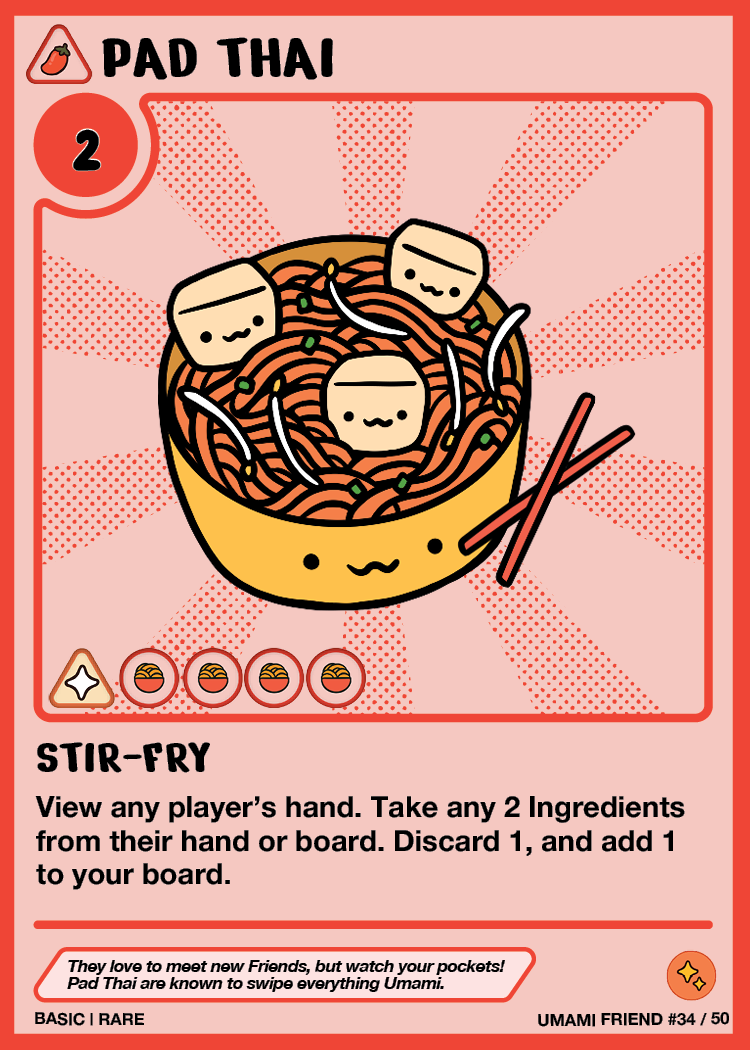 PAD THAI
2
STIR-FRY
View any player's hand. Take any 2 Ingredients
from their hand or board. Discard 1, and add 1
to your board.
They love to meet new Friends, but watch your pockets!
Pad Thai are known to swipe everything Umami.
BASIC | RARE
UMAMI FRIEND #34 / 50